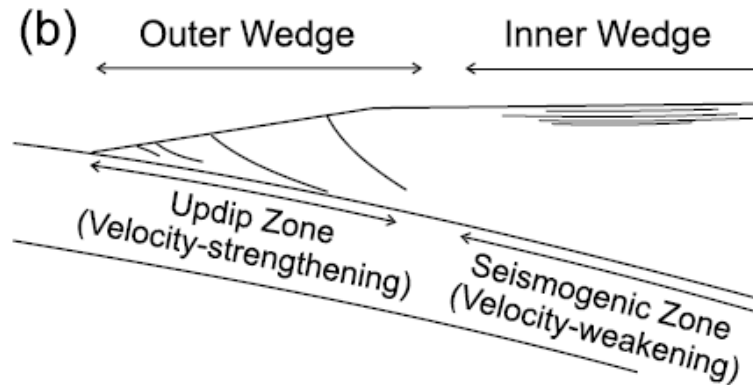 (b) Outer Wedge Inner Wedge
Updip Zone
(Velocity-strengthening)
Seismogenic Zone
(Velocity-weakening)